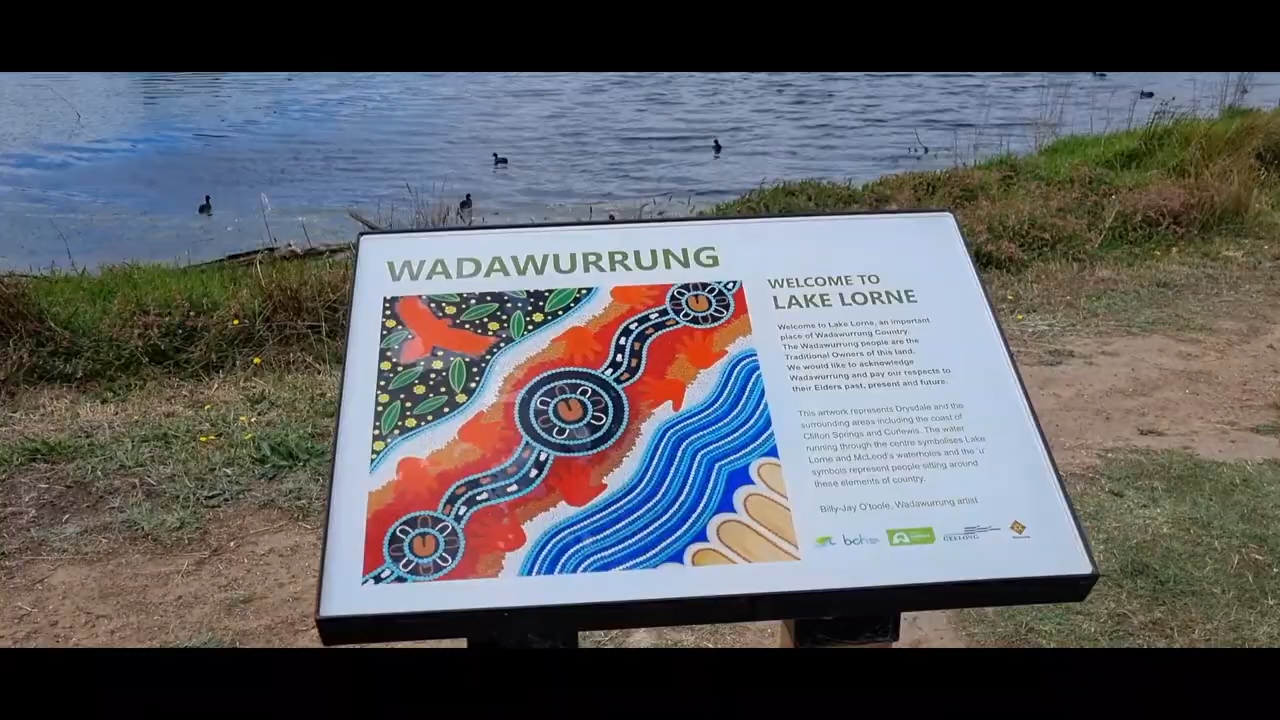 WADAWURRUNG
WELCOME TO
LAKE LORNE
Welcome to Lake Lorne, an important
place of Wadawurrung Country.
The Wadawurrung people are the
Traditional Owners of this land.
We would like to acknowledge
Wadawurrung and pay our respects to
their Elders past, present and future.
This artwork represents Drysdale and the
surrounding areas including the coast of
Clifton Springs and Curlewis. The water
running through the centre symbolises Lake
Lorne and McLeod's waterholes and the 'u'
symbols represent people sitting around
these elements of country.
Billy-Jay O'toole, Wadawurrung artist
GEELONG